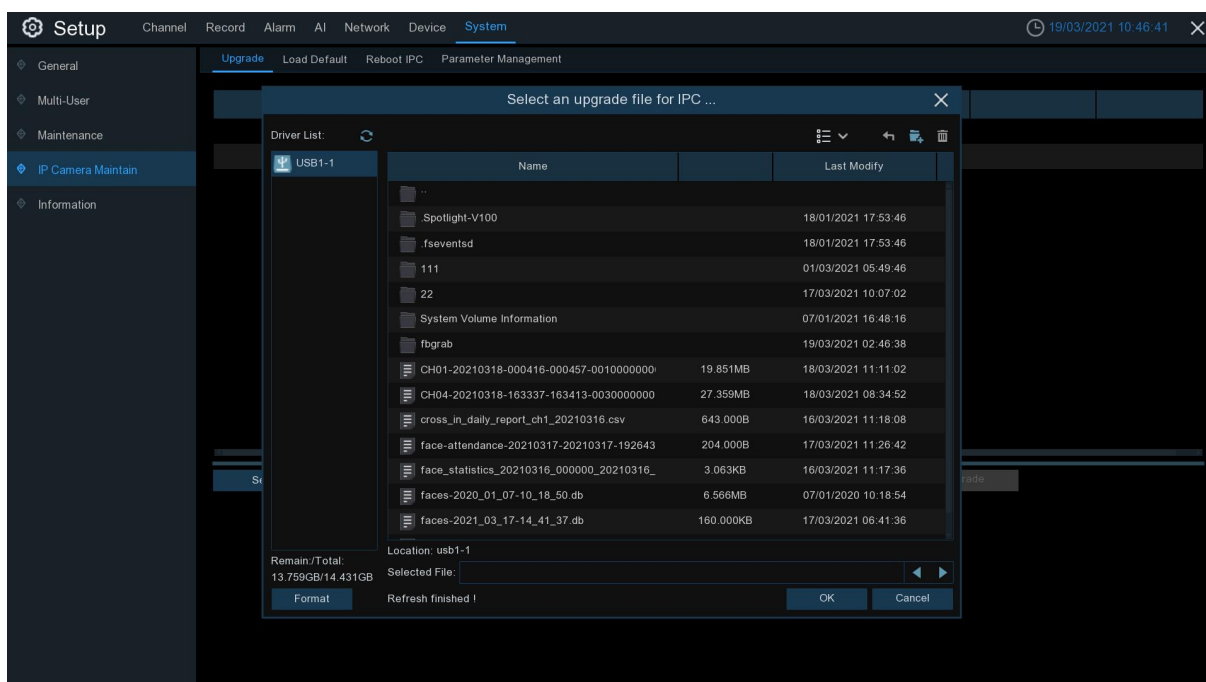 Setup Channel Record Alarm AI Network Device System 19/03/2021 10:46:41
General
Multi-User
Maintenance
IP Camera Maintain
Information
Upgrade Load Default Reboot IPC Parameter Management
Select an upgrade file for IPC ...
Driver List:
USB1-1
Name Last Modify
..
.Spotlight-V100 18/01/2021 17:53:46
.fseventsd 18/01/2021 17:53:46
111 01/03/2021 05:49:46
22 17/03/2021 10:07:02
System Volume Information 07/01/2021 16:48:16
fbgrab 19/03/2021 02:46:38
CH01-20210318-000416-000457-0010000000 19.851MB 18/03/2021 11:11:02
CH04-20210318-163337-163413-0030000000 27.359MB 18/03/2021 08:34:52
cross_in_daily_report_ch1_20210316.csv 643.000B 16/03/2021 11:18:08
face-attendance-20210317-20210317-192643 204.000B 17/03/2021 11:26:42
face_statistics_20210316_000000_20210316_ 3.063KB 16/03/2021 11:17:36
faces-2020_01_07-10_18_50.db 6.566MB 07/01/2020 10:18:54
faces-2021_03_17-14_41_37.db 160.000KB 17/03/2021 06:41:36
Se
rade
Remain:/Total:
13.759GB/14.431GB
Format
Location: usb1-1
Selected File:
Refresh finished !
OK Cancel